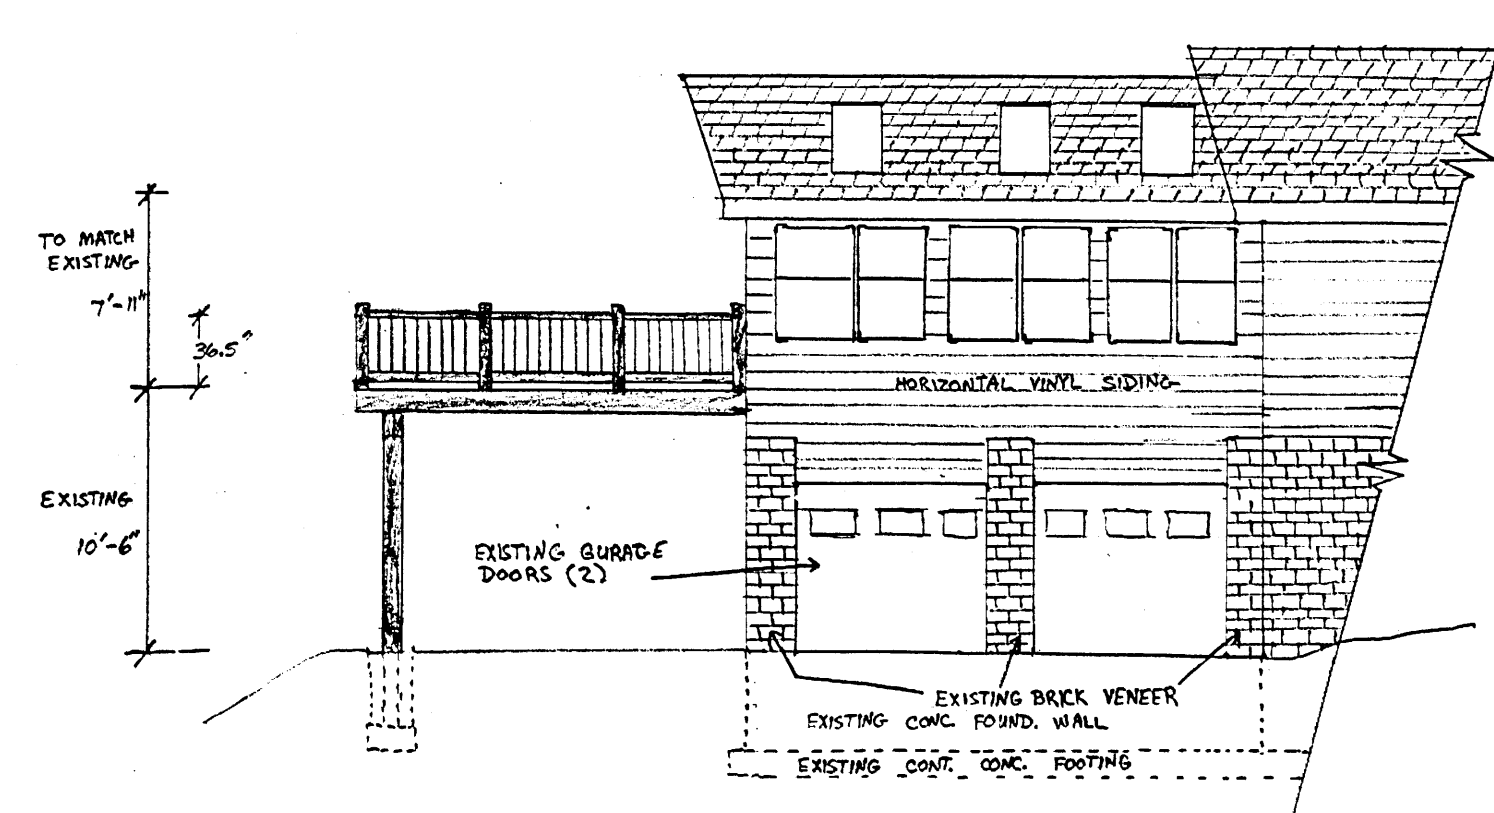 TO MATCH
EXISTING
7'-11"
36.5"
HORIZONTAL VINYL SIDING
EXISTING
10'-6"
EXISTING GURAGE
DOORS (2)
EXISTING BRICK VENEER
EXISTING CONC. FOUND. WALL
EXISTING CONT. CONC. FOOTING